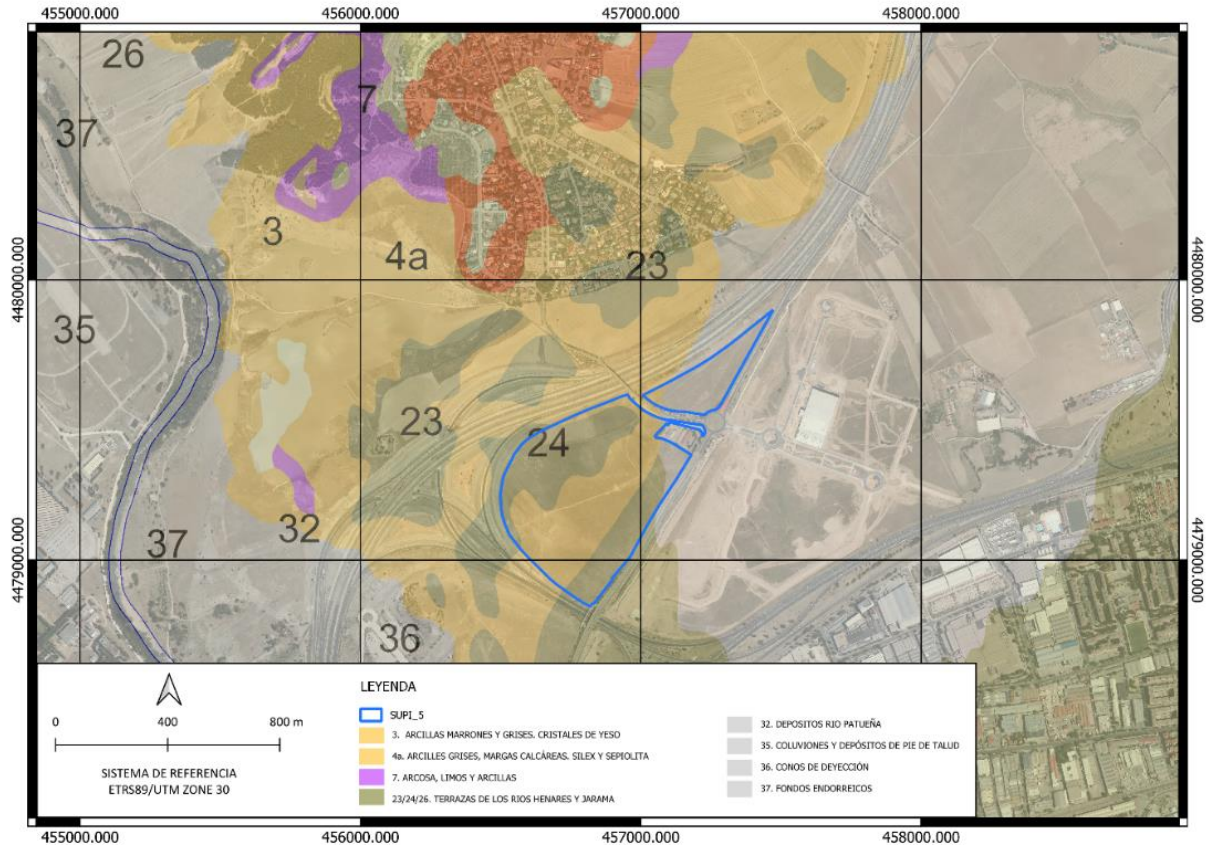 455000.000 456000.000 457000.000 458000.000
26
7
37
3
4a
23
4480000.000 4480000.000
35
23
24
32
37
4479000.000 4479000.000
36
0 400 800 m
SISTEMA DE REFERENCIA
ETRS89/UTM ZONE 30
LEYENDA
SUPI_5
3. ARCILLAS MARRONES Y GRISES. CRISTALES DE YESO
4a. ARCILLES GRISES, MARGAS CALCÁREAS. SILEX Y SEPIOLITA
7. ARCOSA, LIMOS Y ARCILLAS
23/24/26. TERRAZAS DE LOS RIOS HENARES Y JARAMA
32. DEPOSITOS RIO PATUEÑA
35. COLUVIONES Y DEPÓSITOS DE PIE DE TALUD
36. CONOS DE DEYECCIÓN
37. FONDOS ENDORREICOS
455000.000 456000.000 457000.000 458000.000